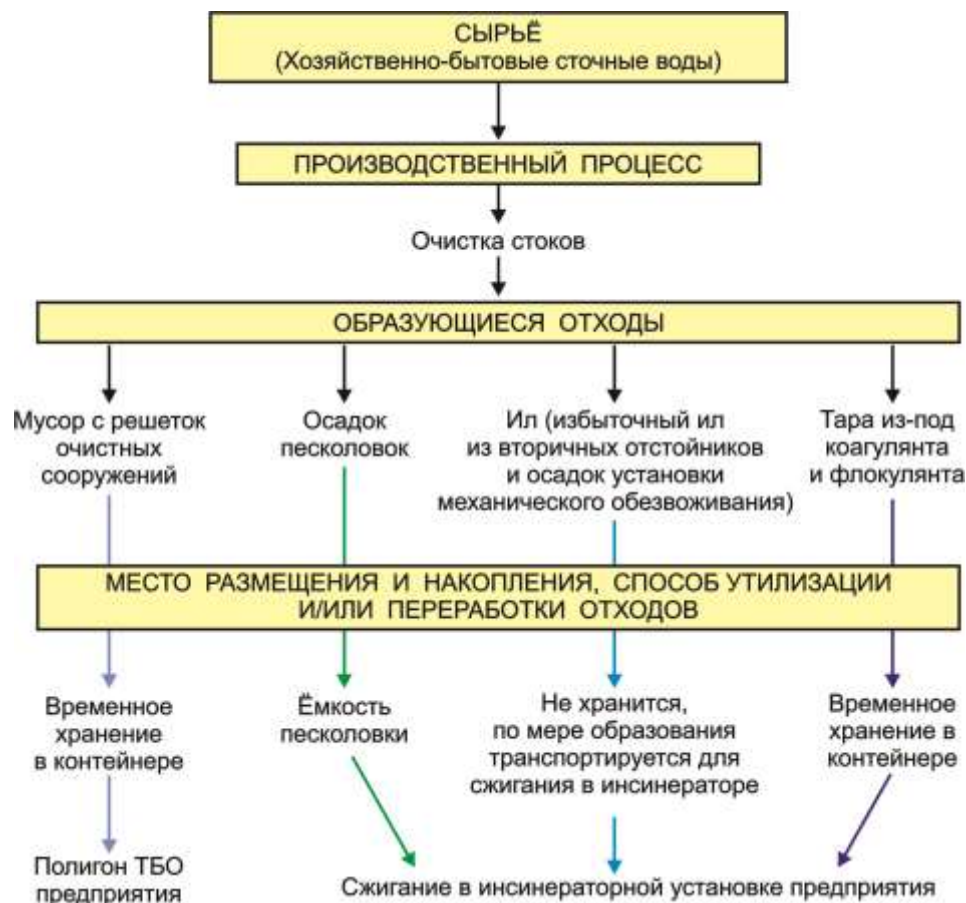 СЫРЬЁ
(Хозяйственно-бытовые сточные воды)
ПРОИЗВОДСТВЕННЫЙ ПРОЦЕСС
Очистка стоков
ОБРАЗУЮЩИЕСЯ ОТХОДЫ
Мусор с решеток
очистных
сооружений
Осадок
песколовок
Ил (избыточный ил
из вторичных отстойников
и осадок установки
механического обезвоживания)
Тара из-под
коагулянта
и флокулянта
МЕСТО РАЗМЕЩЕНИЯ И НАКОПЛЕНИЯ, СПОСОБ УТИЛИЗАЦИИ
И/ИЛИ ПЕРЕРАБОТКИ ОТХОДОВ
Временное
хранение
в контейнере
Ёмкость
песколовки
Не хранится,
по мере образования
транспортируется для
сжигания в инсинераторе
Временное
хранение в
контейнере
Полигон ТБО
предприятия
Сжигание в инсинераторной установке предприятия